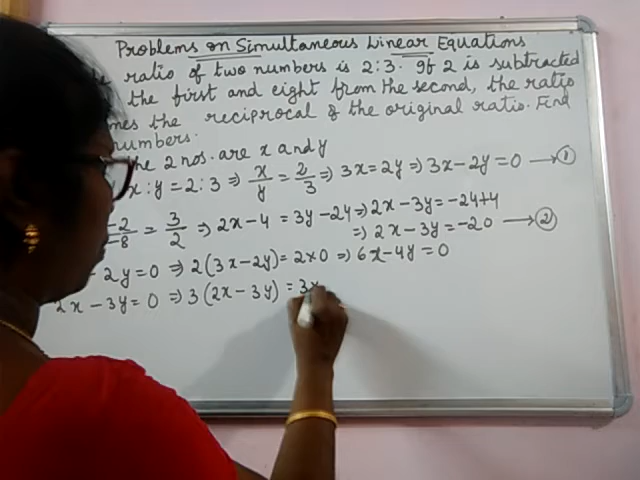 Problems on Simultaneous Linear Equations
ratio of two numbers is 2:3. If 2 is subtracted
the first and eight from the second, the ratio
the reciprocal of the original ratio. Find
numbers.
the 2 nos. are x and y
x : y = 2 : 3 ⇒ x/y = 2/3 ⇒ 3x = 2y ⇒ 3x - 2y = 0 → ①
-2/-8 = 3/2 ⇒ 2x - 4 = 3y - 24 ⇒ 2x - 3y = -24 + 4
⇒ 2x - 3y = -20 → ②
- 2y = 0 ⇒ 2(3x - 2y) = 2 × 0 ⇒ 6x - 4y = 0
2x - 3y = 0 ⇒ 3(2x - 3y) = 3x